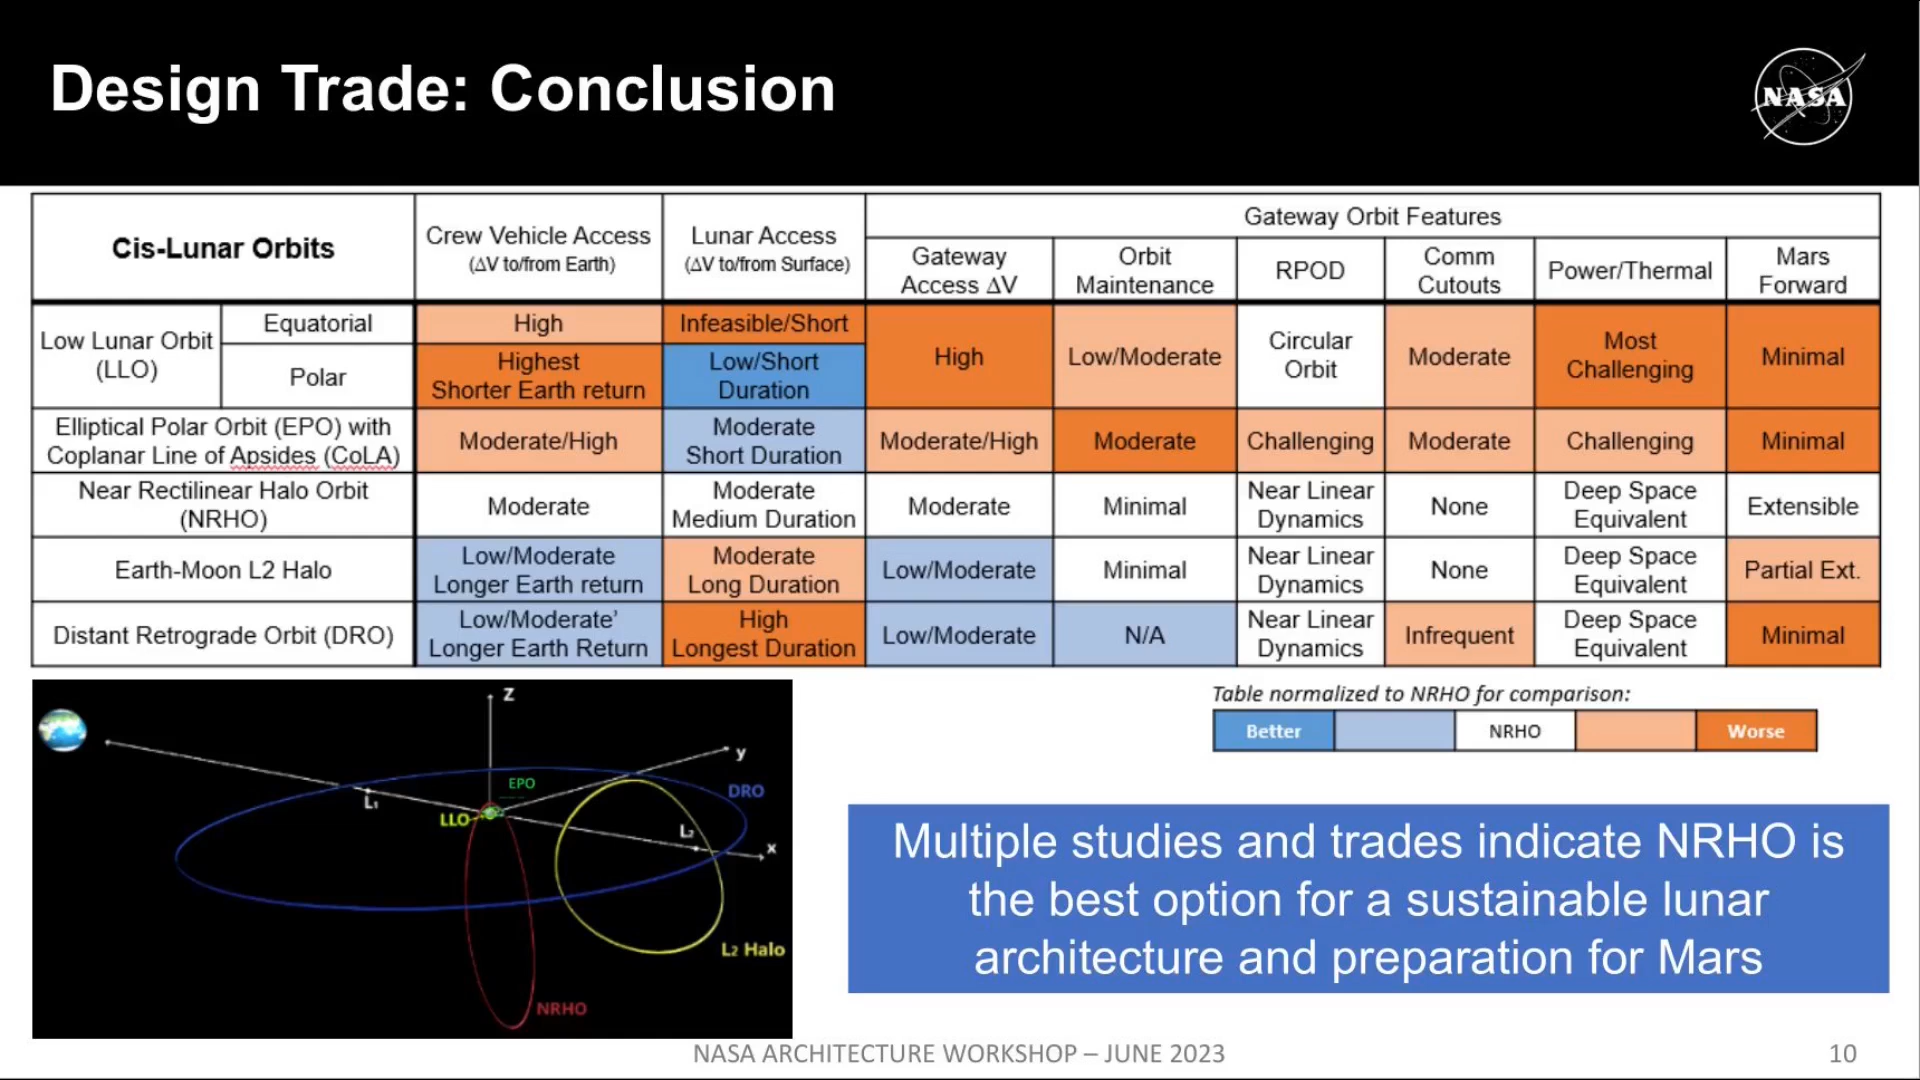 Design Trade: Conclusion
NASA
Cis-Lunar Orbits
Crew Vehicle Access
(ΔV to/from Earth)
Lunar Access
(ΔV to/from Surface)
Gateway Orbit Features
Gateway
Access ΔV
Orbit
Maintenance
RPOD
Comm
Cutouts
Power/Thermal
Mars
Forward
Low Lunar Orbit
(LLO)
Equatorial
High
Infeasible/Short
Polar
Highest
Shorter Earth return
Low/Short
Duration
High
Low/Moderate
Circular
Orbit
Moderate
Most
Challenging
Minimal
Elliptical Polar Orbit (EPO) with
Coplanar Line of Apsides (CoLA)
Moderate/High
Moderate
Short Duration
Moderate/High
Moderate
Challenging
Moderate
Challenging
Minimal
Near Rectilinear Halo Orbit
(NRHO)
Moderate
Moderate
Medium Duration
Moderate
Minimal
Near Linear
Dynamics
None
Deep Space
Equivalent
Extensible
Earth-Moon L2 Halo
Low/Moderate
Longer Earth return
Moderate
Long Duration
Low/Moderate
Minimal
Near Linear
Dynamics
None
Deep Space
Equivalent
Partial Ext.
Distant Retrograde Orbit (DRO)
Low/Moderate’
Longer Earth Return
High
Longest Duration
Low/Moderate
N/A
Near Linear
Dynamics
Infrequent
Deep Space
Equivalent
Minimal
Table normalized to NRHO for comparison:
Better
NRHO
Worse
z
y
EPO
DRO
L₁
LLO
L₂
x
L₂ Halo
NRHO
Multiple studies and trades indicate NRHO is
the best option for a sustainable lunar
architecture and preparation for Mars
NASA ARCHITECTURE WORKSHOP – JUNE 2023
10